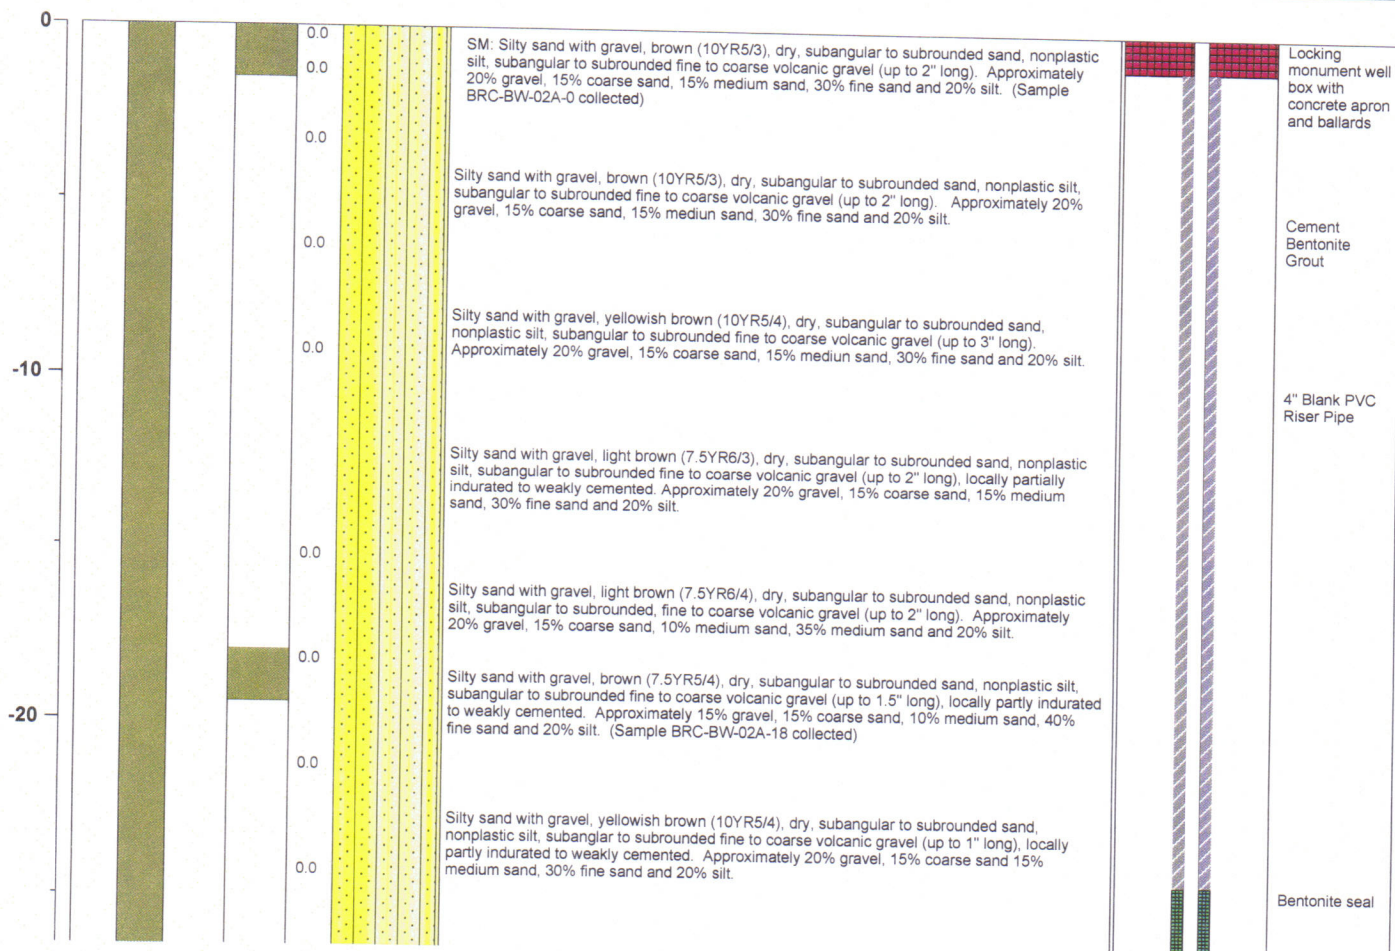 0
0.0
0.0
SM: Silty sand with gravel, brown (10YR5/3), dry, subangular to subrounded sand, nonplastic
silt, subangular to subrounded fine to coarse volcanic gravel (up to 2" long).  Approximately
20% gravel, 15% coarse sand, 15% medium sand, 30% fine sand and 20% silt.  (Sample
BRC-BW-02A-0 collected)
Locking
monument well
box with
concrete apron
and ballards
0.0
Silty sand with gravel, brown (10YR5/3), dry, subangular to subrounded sand, nonplastic silt,
subangular to subrounded fine to coarse volcanic gravel (up to 2" long).   Approximately 20%
gravel, 15% coarse sand, 15% mediun sand, 30% fine sand and 20% silt.
0.0
Cement
Bentonite
Grout
Silty sand with gravel, yellowish brown (10YR5/4), dry, subangular to subrounded sand,
nonplastic silt, subangular to subrounded fine to coarse volcanic gravel (up to 3" long).
Approximately 20% gravel, 15% coarse sand, 15% mediun sand, 30% fine sand and 20% silt.
0.0
-10
4" Blank PVC
Riser Pipe
Silty sand with gravel, light brown (7.5YR6/3), dry, subangular to subrounded sand, nonplastic
silt, subangular to subrounded fine to coarse volcanic gravel (up to 2" long), locally partially
indurated to weakly cemented. Approximately 20% gravel, 15% coarse sand, 15% medium
sand, 30% fine sand and 20% silt.
0.0
Silty sand with gravel, light brown (7.5YR6/4), dry, subangular to subrounded sand, nonplastic
silt, subangular to subrounded, fine to coarse volcanic gravel (up to 2" long).  Approximately
20% gravel, 15% coarse sand, 10% medium sand, 35% medium sand and 20% silt.
0.0
Silty sand with gravel, brown (7.5YR5/4), dry, subangular to subrounded sand, nonplastic silt,
subangular to subrounded fine to coarse volcanic gravel (up to 1.5" long), locally partly indurated
to weakly cemented.  Approximately 15% gravel, 15% coarse sand, 10% medium sand, 40%
fine sand and 20% silt.  (Sample BRC-BW-02A-18 collected)
-20
0.0
Silty sand with gravel, yellowish brown (10YR5/4), dry, subangular to subrounded sand,
nonplastic silt, subanglar to subrounded fine to coarse volcanic gravel (up to 1" long), locally
partly indurated to weakly cemented.  Approximately 20% gravel, 15% coarse sand 15%
medium sand, 30% fine sand and 20% silt.
0.0
Bentonite seal